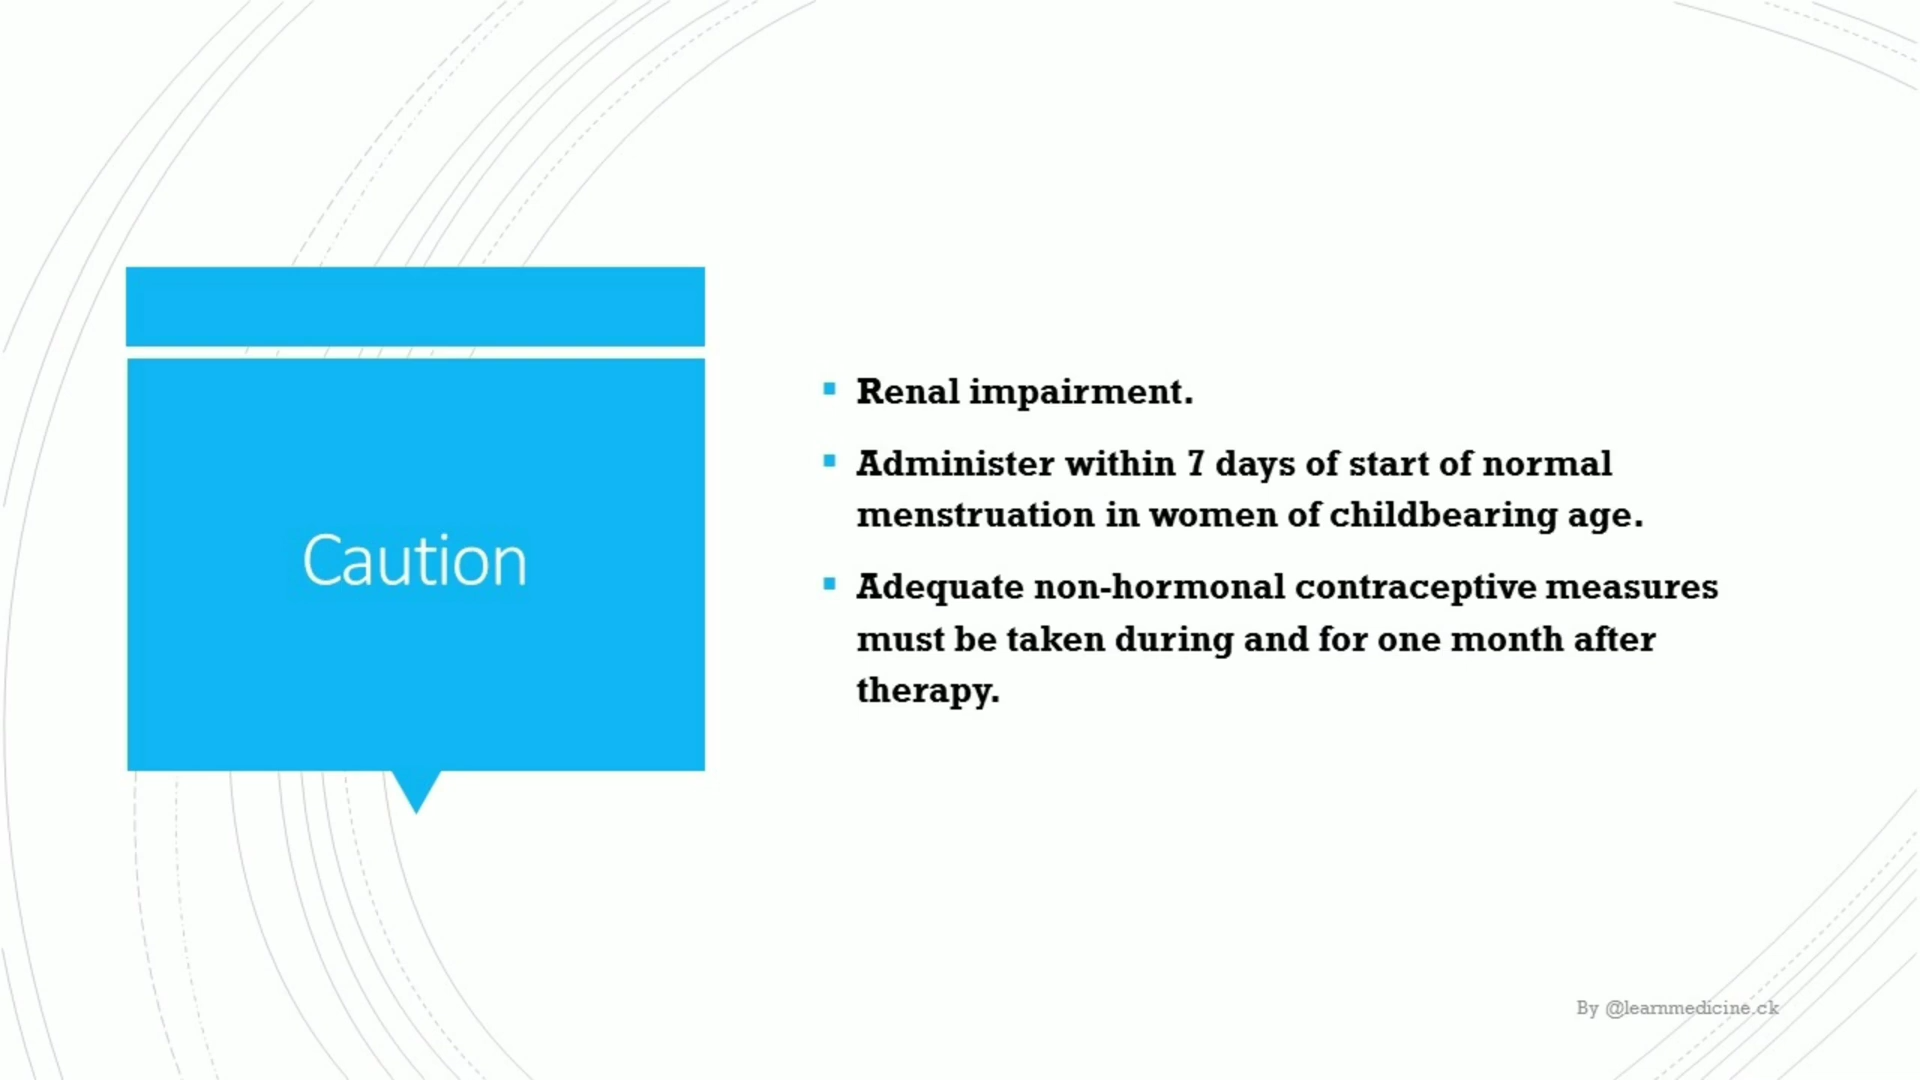 Caution
Renal impairment.
Administer within 7 days of start of normal
menstruation in women of childbearing age.
Adequate non-hormonal contraceptive measures
must be taken during and for one month after
therapy.
By @learnmedicine.ck